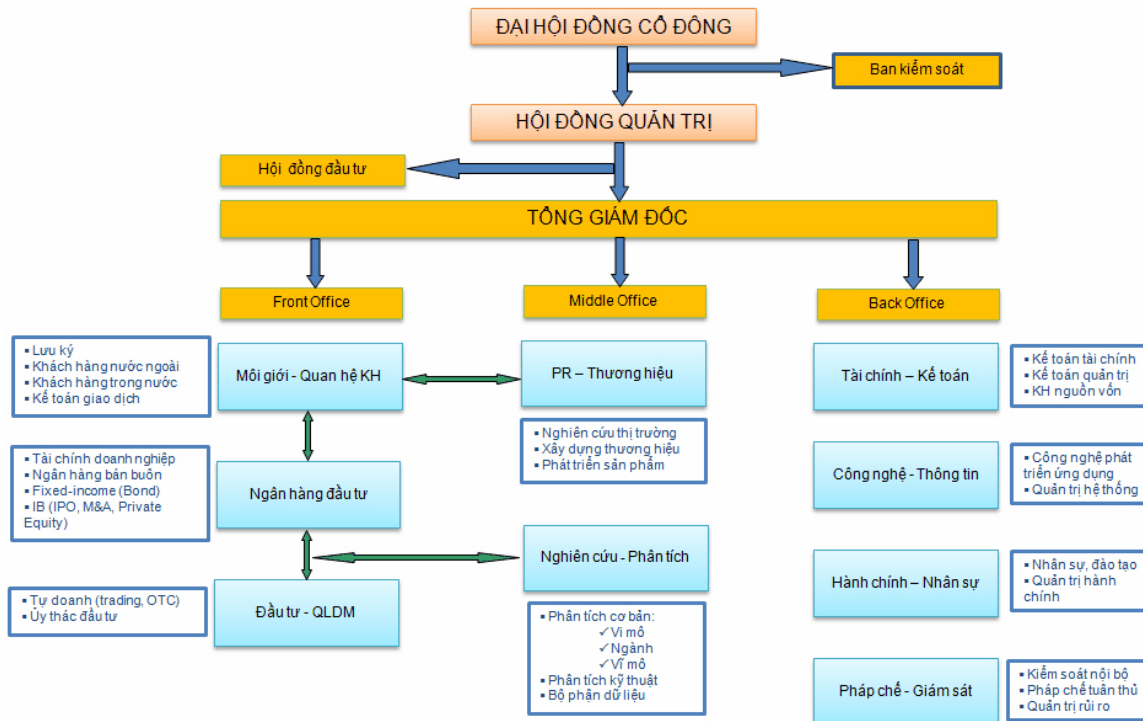 ĐẠI HỘI ĐỒNG CỔ ĐÔNG
Ban kiểm soát
HỘI ĐỒNG QUẢN TRỊ
Hội đồng đầu tư
TỔNG GIÁM ĐỐC
Front Office
Middle Office
Back Office
▪ Lưu ký
▪ Khách hàng nước ngoài
▪ Khách hàng trong nước
▪ Kế toán giao dịch
Môi giới - Quan hệ KH
PR – Thương hiệu
Tài chính – Kế toán
▪ Kế toán tài chính
▪ Kế toán quản trị
▪ KH nguồn vốn
▪ Nghiên cứu thị trường
▪ Xây dựng thương hiệu
▪ Phát triển sản phẩm
▪ Tài chính doanh nghiệp
▪ Ngân hàng bán buôn
▪ Fixed-income (Bond)
▪ IB (IPO, M&A, Private
Equity)
Ngân hàng đầu tư
Công nghệ - Thông tin
▪ Công nghệ phát
triển ứng dụng
▪ Quản trị hệ thống
Nghiên cứu - Phân tích
Hành chính – Nhân sự
▪ Nhân sự, đào tạo
▪ Quản trị hành
chính
▪ Tự doanh (trading, OTC)
▪ Ủy thác đầu tư
Đầu tư - QLDM
▪ Phân tích cơ bản:
✓ Vi mô
✓ Ngành
✓ Vĩ mô
▪ Phân tích kỹ thuật
▪ Bộ phận dữ liệu
Pháp chế - Giám sát
▪ Kiểm soát nội bộ
▪ Pháp chế tuân thủ
▪ Quản trị rủi ro